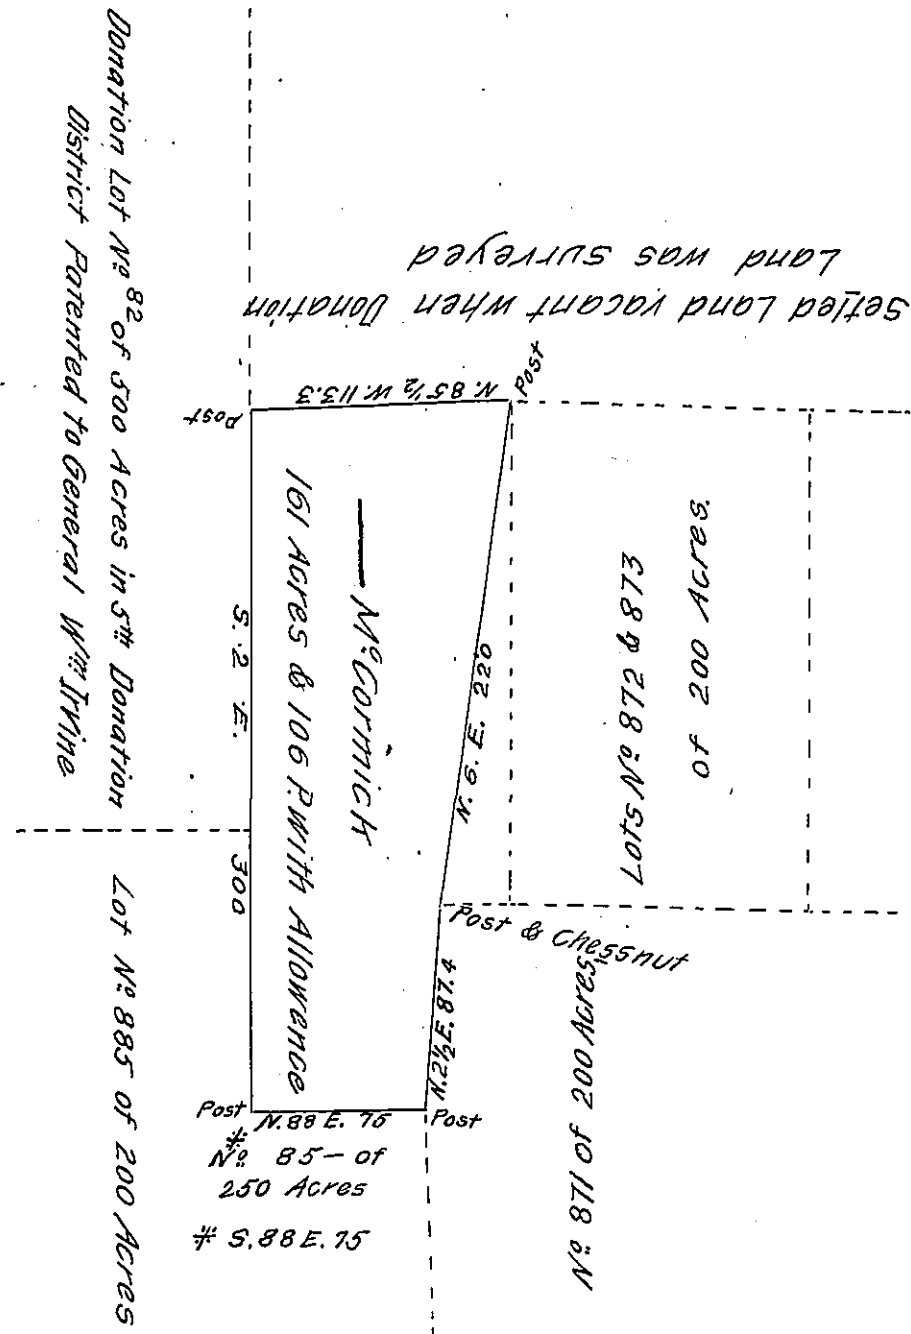 Donation Lot Nº 82 of 500 Acres in 5th Donation
District Patented to General Wm Irvine
Lot Nº 885 of 200 Acres
Setled Land vacant when Donation
Land was surveyed
Post
N. 85½ W. 113.3
Post
McCormick
161 Acres & 106 P. with Allowance
S. 2 E. 300
N. 6. E. 220
Lots Nº 872 & 873
of 200 Acres.
Post & Chessnut
N. 2½ E. 87.4
Nº 871 of 200 Acres
Post
# N. 88 E. 75
Post
Nº 85 - of
250 Acres
# S. 88 E. 75